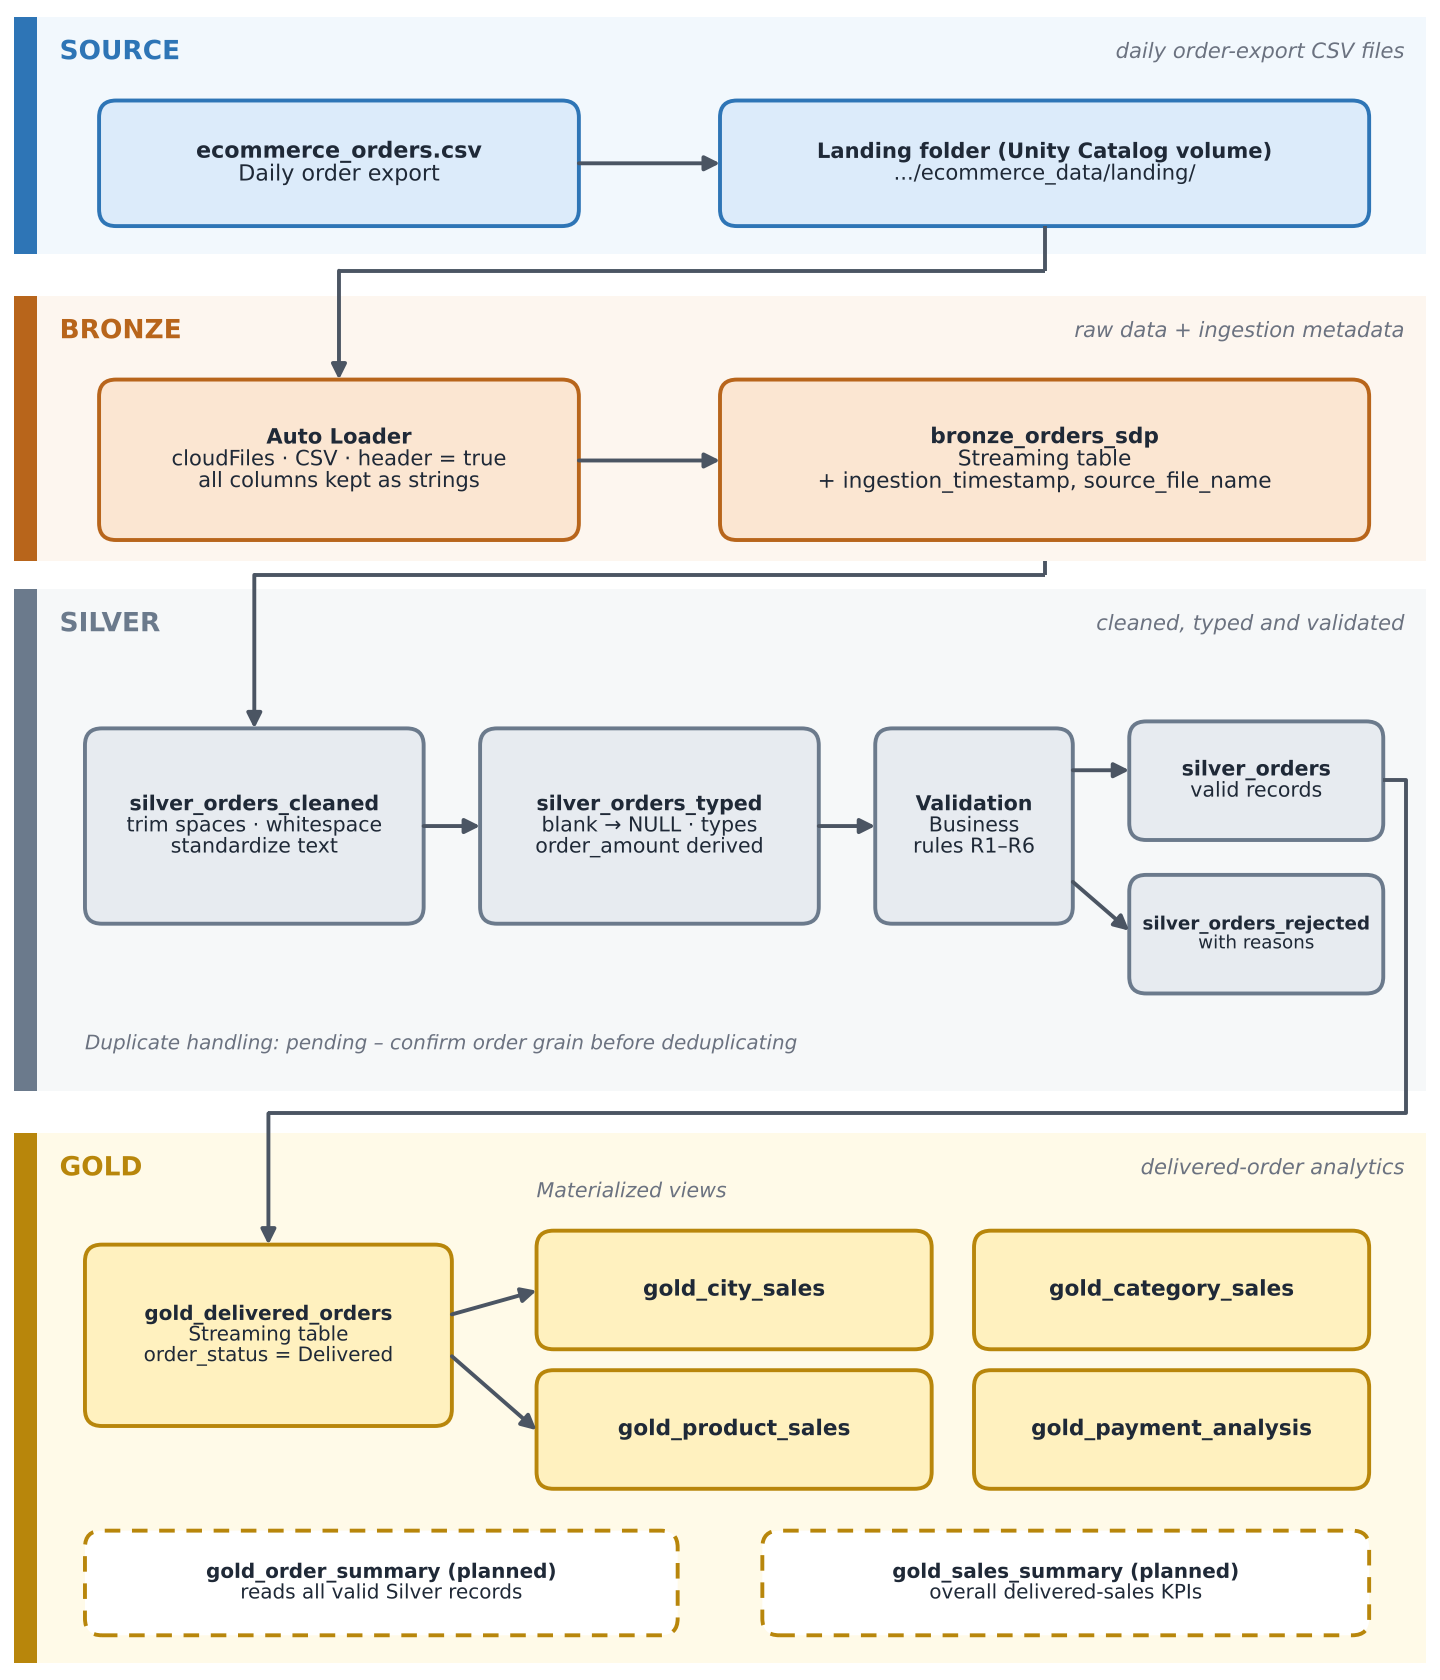 SOURCE
daily order-export CSV files
ecommerce_orders.csv
Daily order export
Landing folder (Unity Catalog volume)
.../ecommerce_data/landing/
BRONZE
raw data + ingestion metadata
Auto Loader
cloudFiles · CSV · header = true
all columns kept as strings
bronze_orders_sdp
Streaming table
+ ingestion_timestamp, source_file_name
SILVER
cleaned, typed and validated
silver_orders_cleaned
trim spaces · whitespace
standardize text
silver_orders_typed
blank → NULL · types
order_amount derived
Validation
Business
rules R1–R6
silver_orders
valid records
silver_orders_rejected
with reasons
Duplicate handling: pending – confirm order grain before deduplicating
GOLD
delivered-order analytics
Materialized views
gold_delivered_orders
Streaming table
order_status = Delivered
gold_city_sales
gold_category_sales
gold_product_sales
gold_payment_analysis
gold_order_summary (planned)
reads all valid Silver records
gold_sales_summary (planned)
overall delivered-sales KPIs